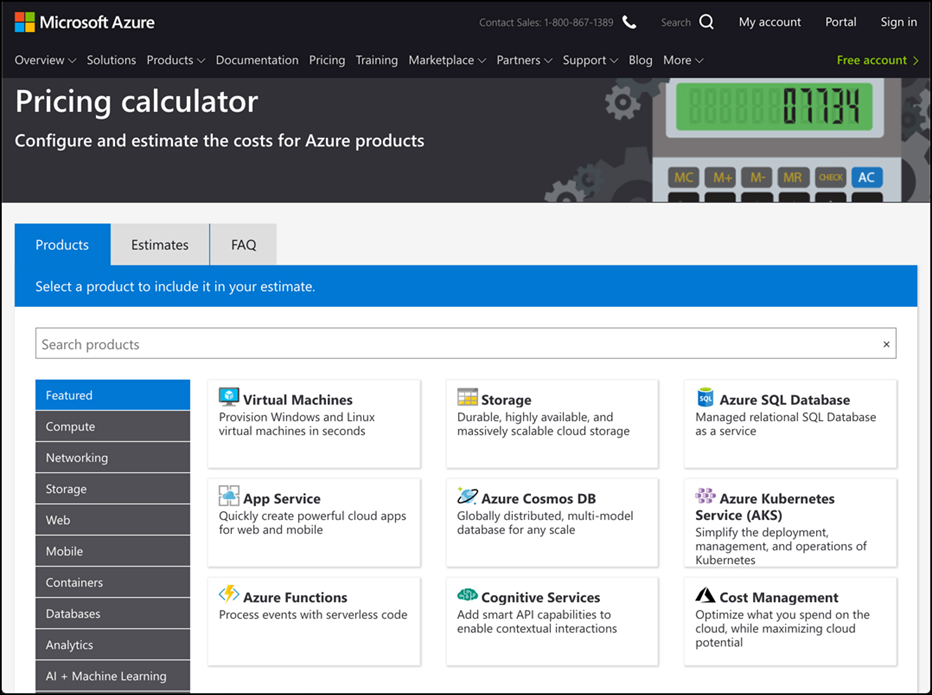 Microsoft Azure
Contact Sales: 1-800-867-1389
Search
My account
Portal
Sign in
Overview
Solutions
Products
Documentation
Pricing
Training
Marketplace
Partners
Support
Blog
More
Free account
Pricing calculator
Configure and estimate the costs for Azure products
07734
MC
M+
M-
MR
CHECK
AC
Products
Estimates
FAQ
Select a product to include it in your estimate.
Search products
×
Featured
Compute
Networking
Storage
Web
Mobile
Containers
Databases
Analytics
AI + Machine Learning
Virtual Machines
Provision Windows and Linux
virtual machines in seconds
Storage
Durable, highly available, and
massively scalable cloud storage
SQL
Azure SQL Database
Managed relational SQL Database
as a service
App Service
Quickly create powerful cloud apps
for web and mobile
Azure Cosmos DB
Globally distributed, multi-model
database for any scale
Azure Kubernetes
Service (AKS)
Simplify the deployment,
management, and operations of
Kubernetes
Azure Functions
Process events with serverless code
Cognitive Services
Add smart API capabilities to
enable contextual interactions
Cost Management
Optimize what you spend on the
cloud, while maximizing cloud
potential